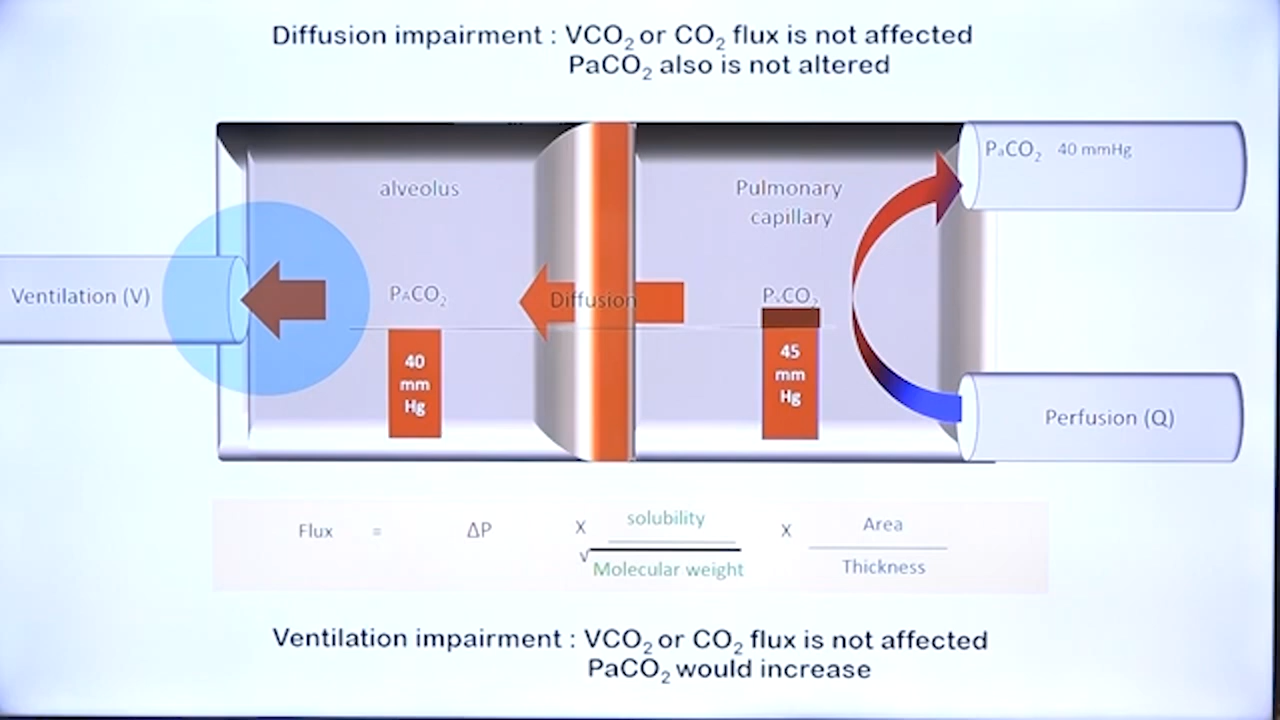 Diffusion impairment : VCO₂ or CO₂ flux is not affected
PaCO₂ also is not altered
PaCO₂ 40 mmHg
alveolus
Pulmonary
capillary
Ventilation (V)
PACO₂
Diffusion
PvCO₂
40
mm
Hg
45
mm
Hg
Perfusion (Q)
Flux = ΔP X solubility X Area
√ Molecular weight Thickness
Ventilation impairment : VCO₂ or CO₂ flux is not affected
PaCO₂ would increase